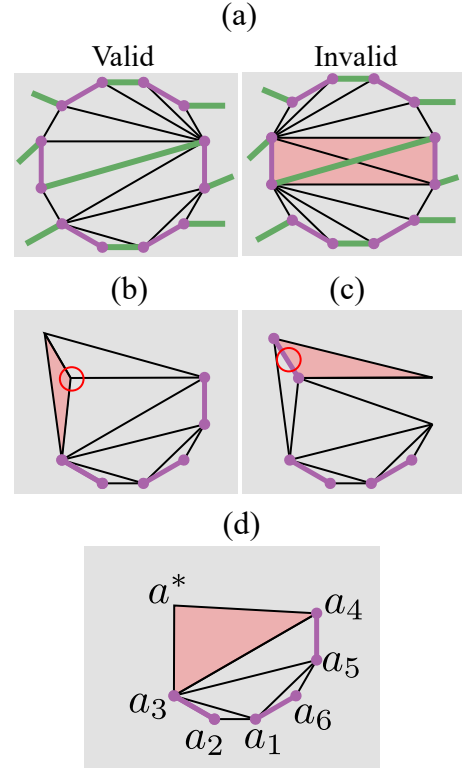 (a)
Valid Invalid
(b) (c)
(d)
a*
a₄
a₅
a₃
a₆
a₂ a₁